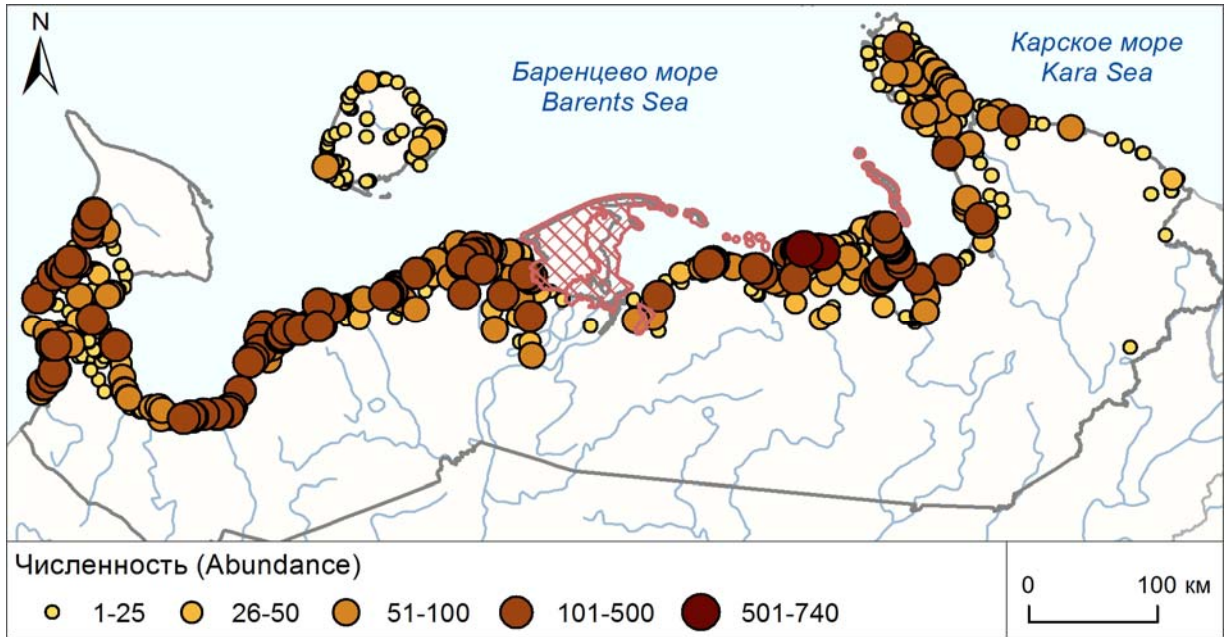 N
Баренцево море
Barents Sea
Карское море
Kara Sea
Численность (Abundance)
1-25
26-50
51-100
101-500
501-740
0
100 км